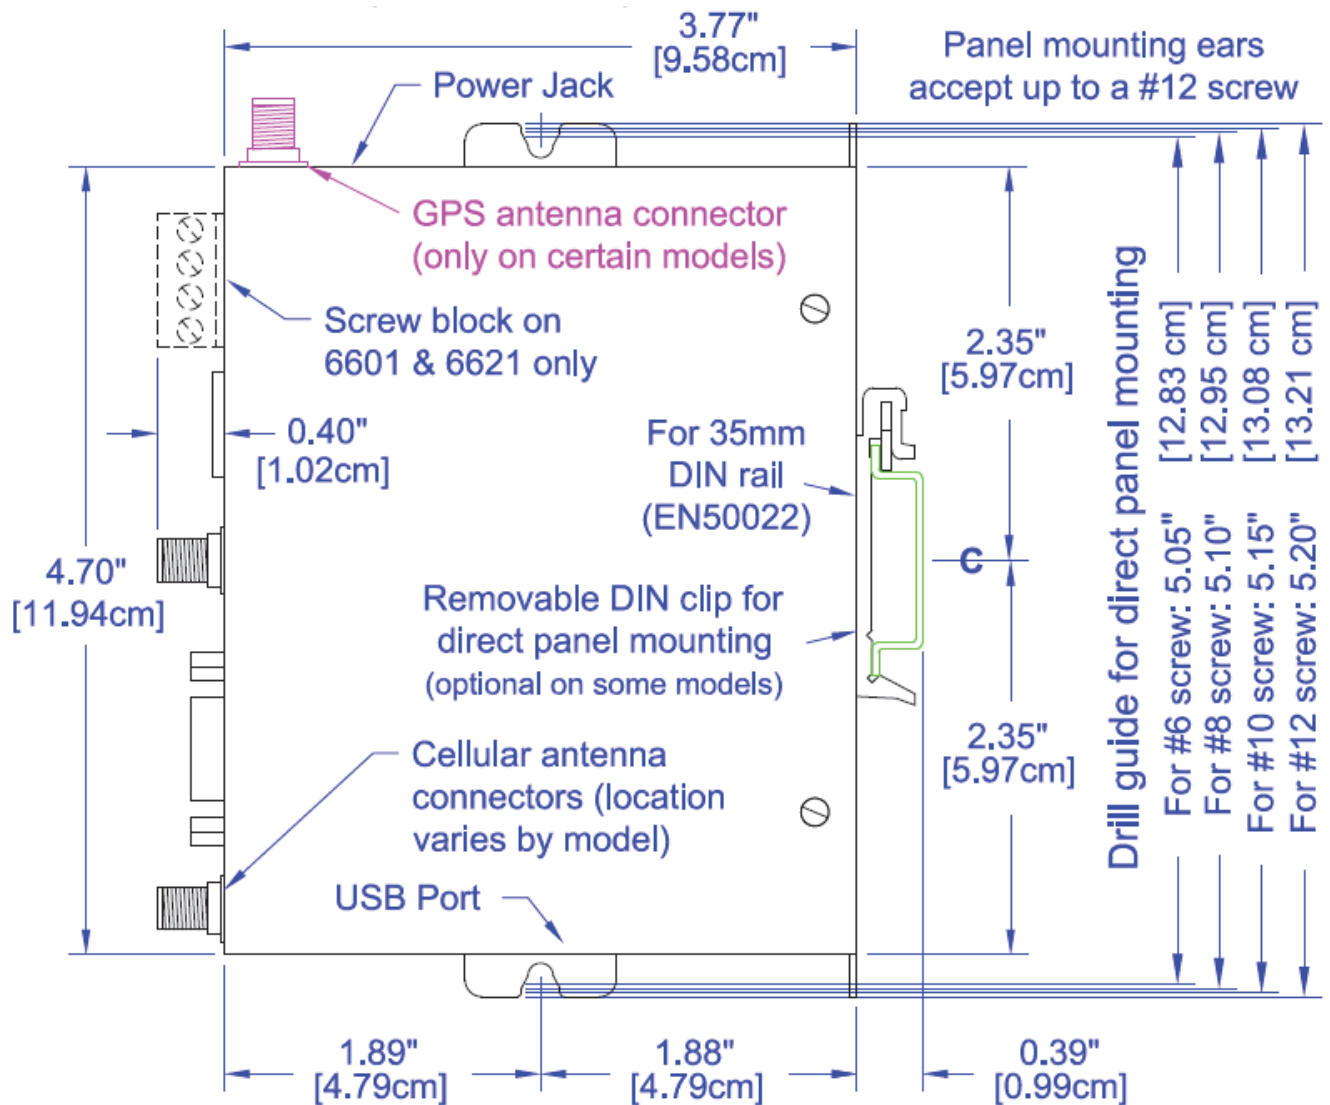 3.77"
[9.58cm]
Panel mounting ears
accept up to a #12 screw
Power Jack
GPS antenna connector
(only on certain models)
Screw block on
6601 & 6621 only
0.40"
[1.02cm]
4.70"
[11.94cm]
2.35"
[5.97cm]
For 35mm
DIN rail
(EN50022)
C
Removable DIN clip for
direct panel mounting
(optional on some models)
2.35"
[5.97cm]
Cellular antenna
connectors (location
varies by model)
USB Port
1.89"
[4.79cm]
1.88"
[4.79cm]
0.39"
[0.99cm]
Drill guide for direct panel mounting
For #6 screw: 5.05" [12.83 cm]
For #8 screw: 5.10" [12.95 cm]
For #10 screw: 5.15" [13.08 cm]
For #12 screw: 5.20" [13.21 cm]